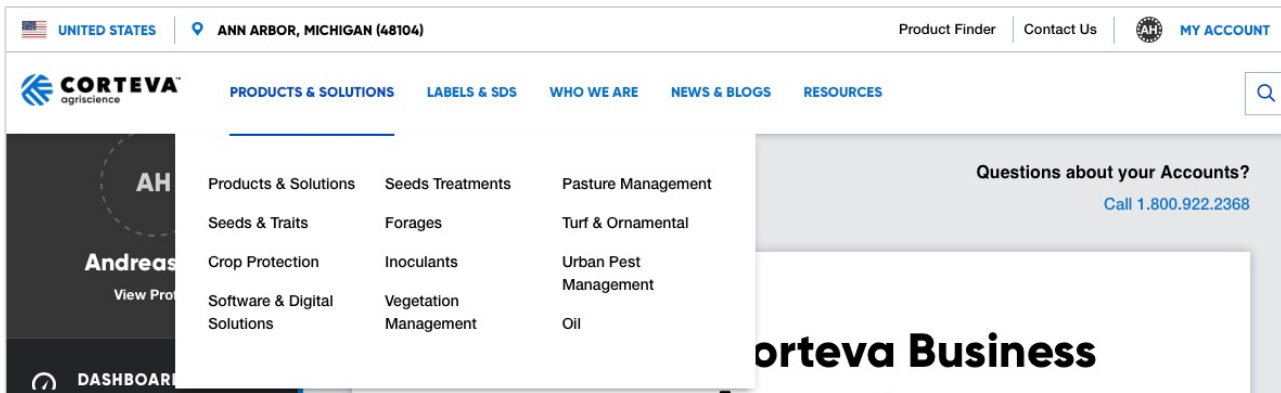 UNITED STATES
ANN ARBOR, MICHIGAN (48104)
Product Finder
Contact Us
AH
MY ACCOUNT
CORTEVA™
agriscience
PRODUCTS & SOLUTIONS
LABELS & SDS
WHO WE ARE
NEWS & BLOGS
RESOURCES
AH
Andreas
View Prof
DASHBOAR
Products & Solutions
Seeds & Traits
Crop Protection
Software & Digital
Solutions
Seeds Treatments
Forages
Inoculants
Vegetation
Management
Pasture Management
Turf & Ornamental
Urban Pest
Management
Oil
Questions about your Accounts?
Call 1.800.922.2368
orteva Business